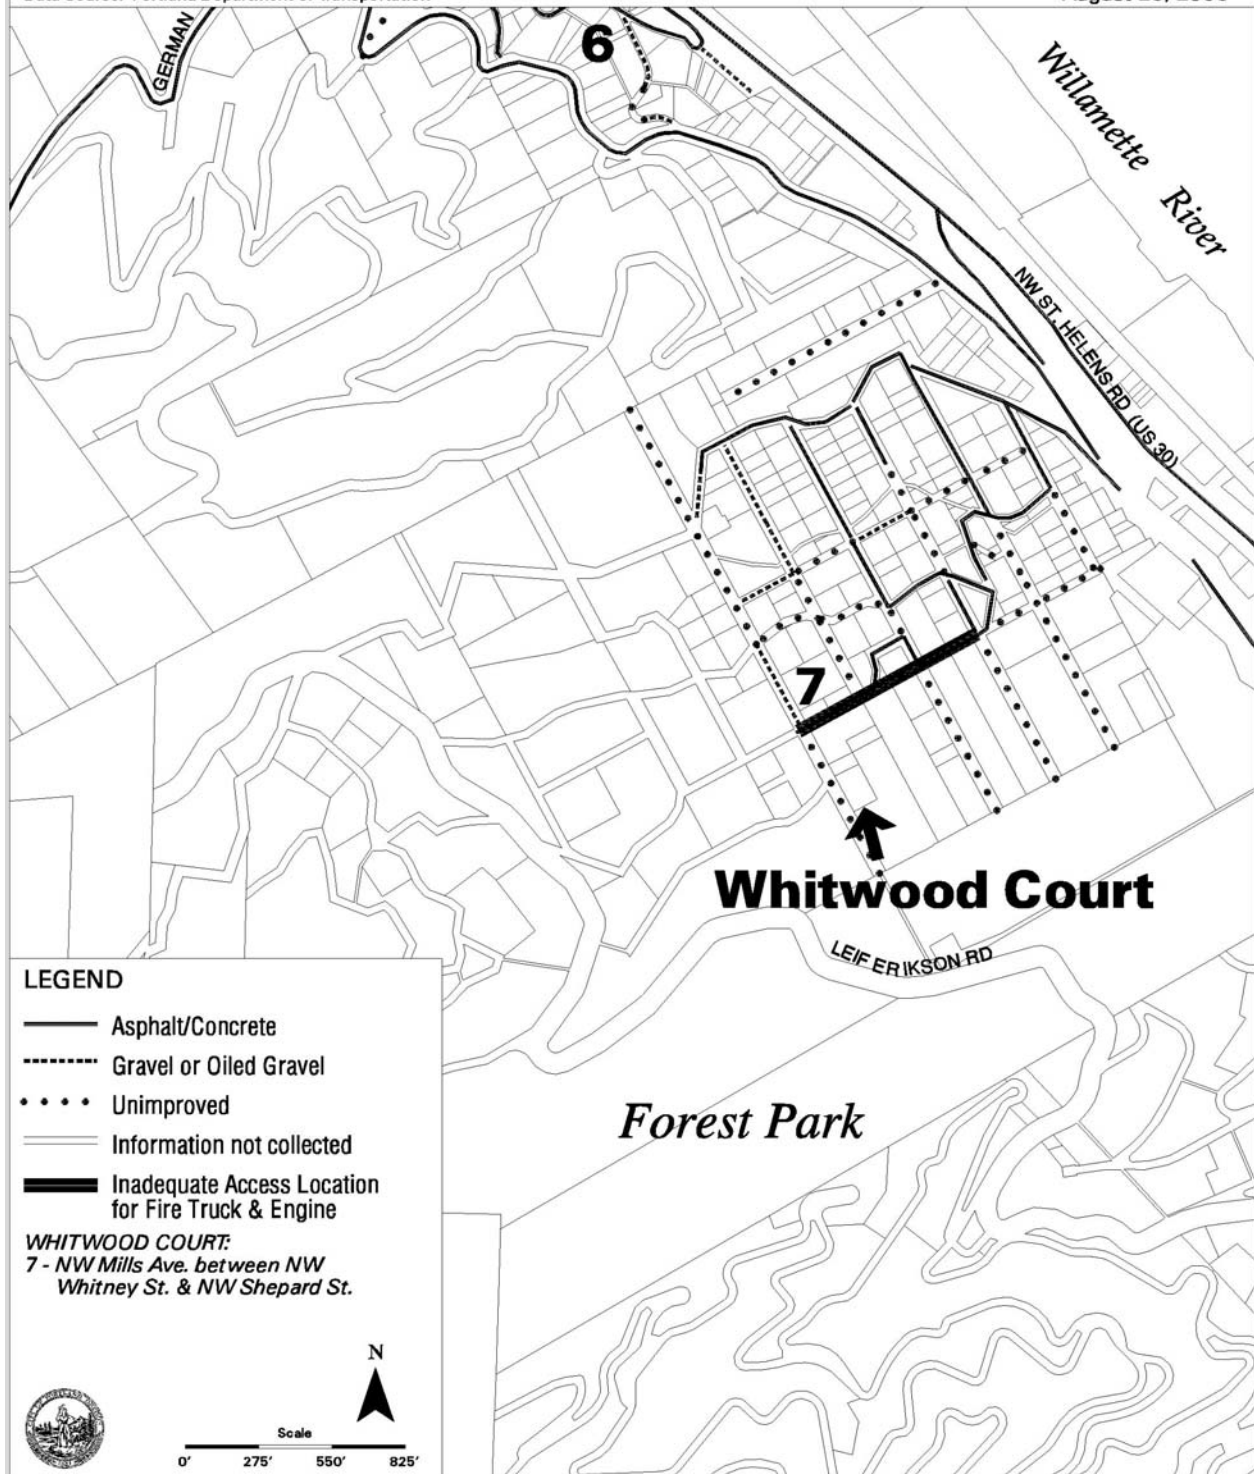 6
GERMAN
Willamette
River
NW ST. HELENS RD (US 30)
7
Whitwood Court
LEIF ERIKSON RD
Forest Park
LEGEND
Asphalt/Concrete
Gravel or Oiled Gravel
Unimproved
Information not collected
Inadequate Access Location
for Fire Truck & Engine
WHITWOOD COURT:
7 - NW Mills Ave. between NW
Whitney St. & NW Shepard St.
N
Scale
0' 275' 550' 825'